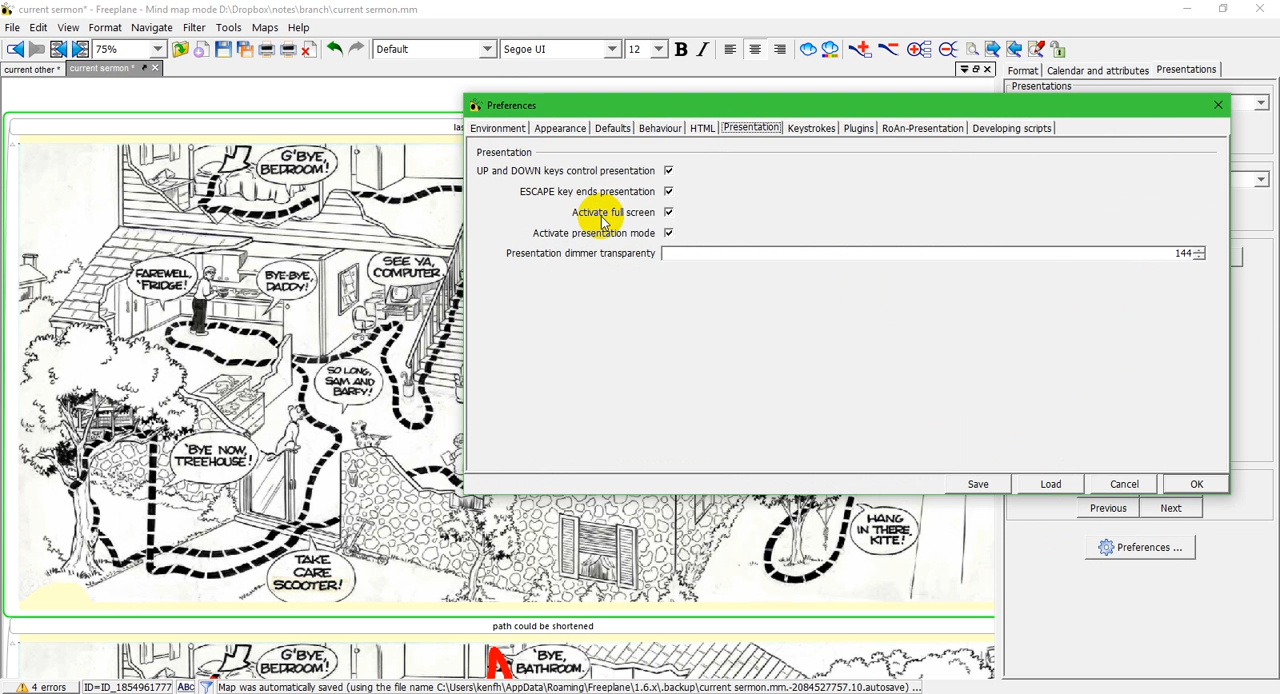 current sermon* - Freeplane - Mind map mode D:\Dropbox\notes\branch\current sermon.mm
File Edit View Format Navigate Filter Tools Maps Help
75% Default Segoe UI 12 B I
current other * current sermon * Format Calendar and attributes Presentations
Presentations
las
Preferences
Environment Appearance Defaults Behaviour HTML Presentation Keystrokes Plugins RoAn-Presentation Developing scripts
Presentation
UP and DOWN keys control presentation
ESCAPE key ends presentation
Activate full screen
Activate presentation mode
Presentation dimmer transparency 144
Save Load Cancel OK
Previous Next
Preferences ...
G'BYE,
BEDROOM!
FAREWELL,
'FRIDGE!
BYE-BYE,
DADDY!
SEE YA,
COMPUTER.
SO LONG,
SAM AND
BARFY!
'BYE NOW,
TREEHOUSE!
TAKE
CARE
SCOOTER!
HANG
IN THERE,
KITE!
path could be shortened
G'BYE,
BEDROOM!
'BYE,
BATHROOM.
4 errors ID=ID_1854961777 ABC Map was automatically saved (using the file name C:\Users\kenfh\AppData\Roaming\Freeplane\1.6.x\.backup\current sermon.mm.-2084527757.10.autosave) ...